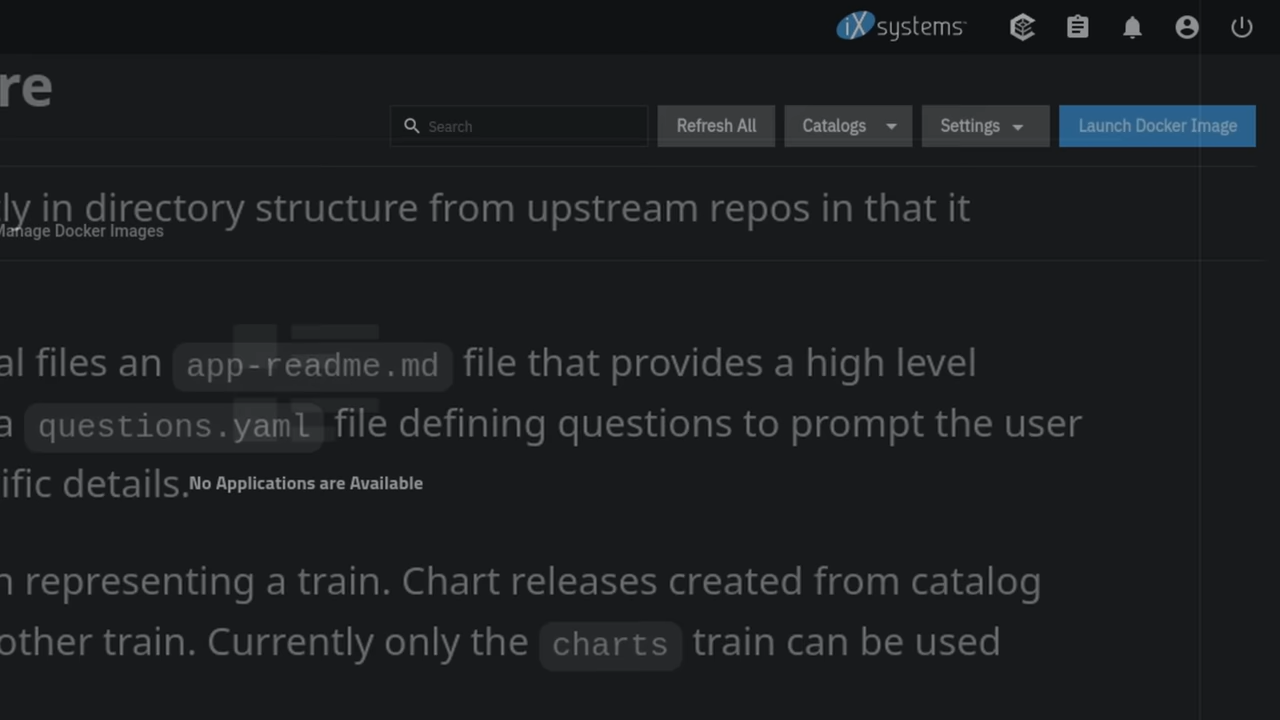 iX systems
re
Search
Refresh All
Catalogs
Settings
Launch Docker Image
tly in directory structure from upstream repos in that it
Manage Docker Images
al files an app-readme.md file that provides a high level
a questions.yaml file defining questions to prompt the user
ific details.
No Applications are Available
n representing a train. Chart releases created from catalog
other train. Currently only the charts train can be used